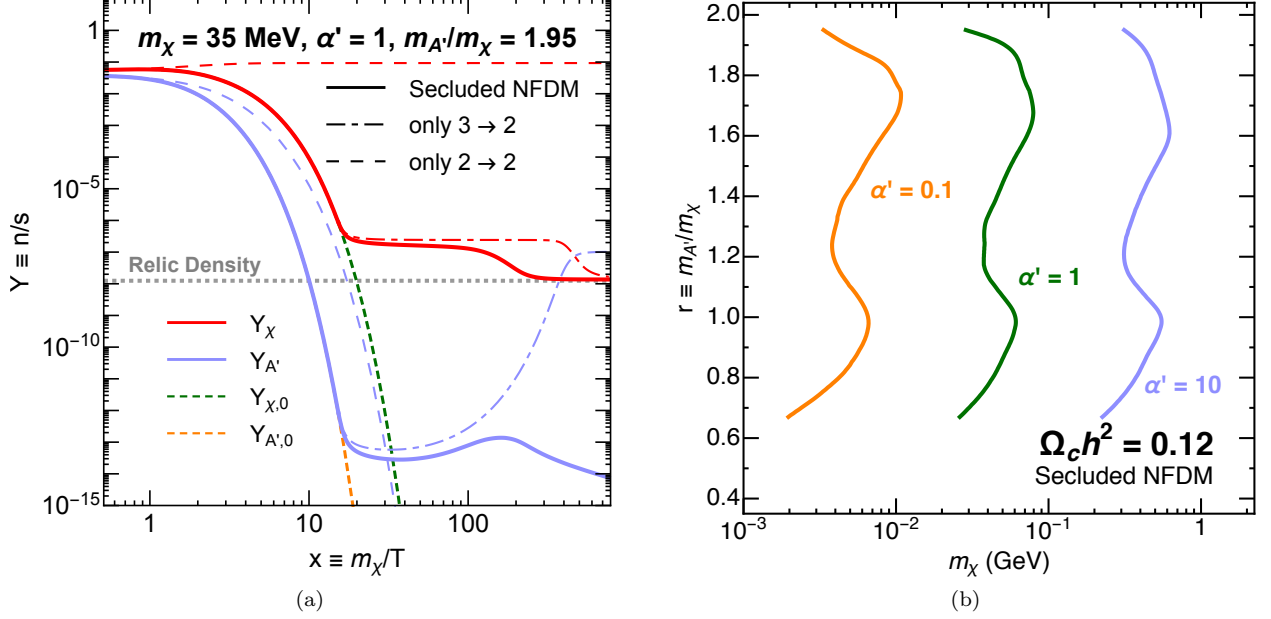 m_χ = 35 MeV, α' = 1, m_A'/m_χ = 1.95
Secluded NFDM
only 3 → 2
only 2 → 2
Relic Density
Y_χ
Y_A'
Y_χ,0
Y_A',0
Y ≡ n/s
1
10^−5
10^−10
10^−15
1
10
100
x ≡ m_χ/T
(a)
r ≡ m_A'/m_χ
2.0
1.8
1.6
1.4
1.2
1.0
0.8
0.6
0.4
α' = 0.1
α' = 1
α' = 10
Ω_c h^2 = 0.12
Secluded NFDM
10^−3
10^−2
10^−1
1
m_χ (GeV)
(b)